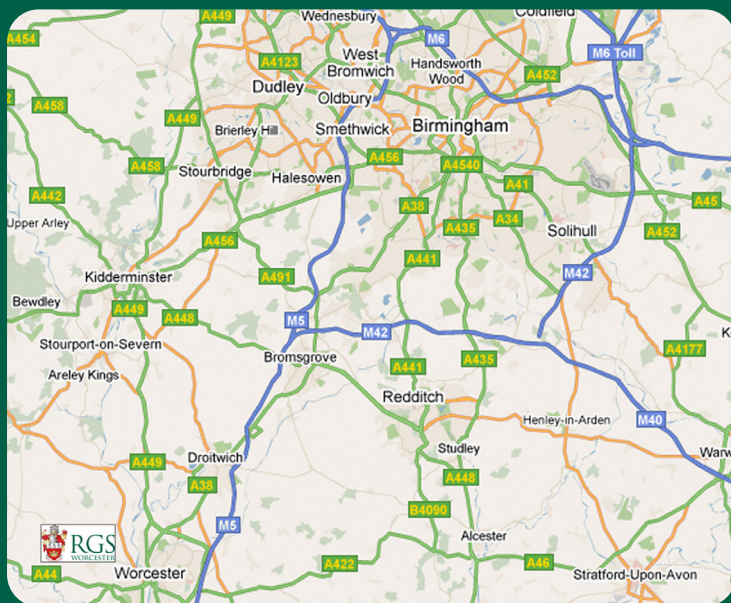 Wednesbury
Coldfield
A449
A454
M6
M6 Toll
West
Bromwich
A4123
Handsworth
Wood
A452
Dudley
Oldbury
A458
A449
Brierley Hill
Smethwick
Birmingham
A458
Stourbridge
Halesowen
A456
A4540
A41
A45
A442
A38
A34
Upper Arley
A456
A435
Solihull
A452
A441
Kidderminster
A491
M42
Bewdley
A449
A448
M5
M42
Stourport-on-Severn
Bromsgrove
A435
A4177
Areley Kings
A441
Redditch
Henley-in-Arden
M40
Studley
Droitwich
A449
A448
A38
B4090
M5
Alcester
RGS
WORCESTER
A44
Worcester
A422
A46
Stratford-Upon-Avon